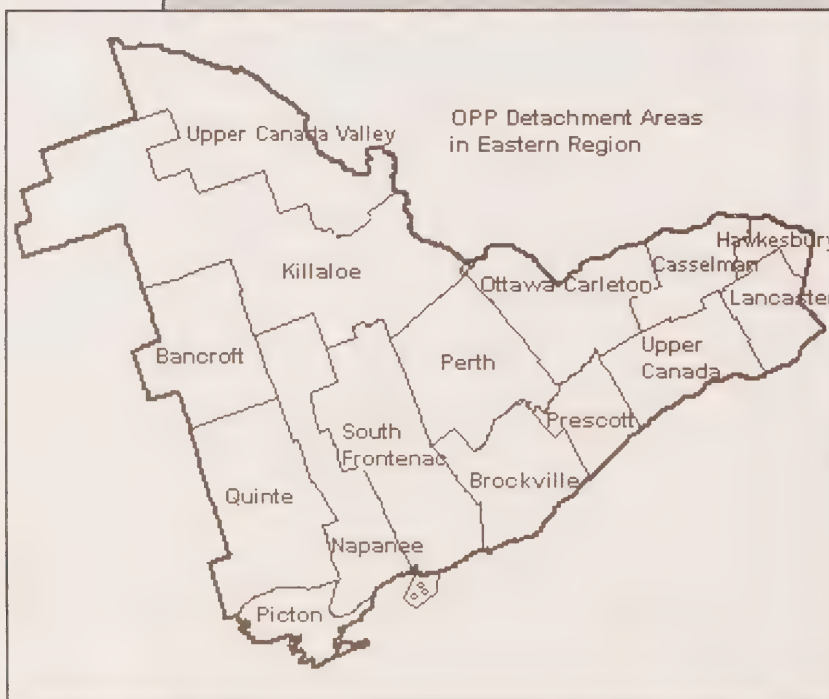 OPP Detachment Areas
in Eastern Region
Upper Canada Valley
Killaloe
Ottawa-Carleton
Casselman
Hawkesbury
Lancaster
Bancroft
Perth
Upper
Canada
Prescott
South
Frontenac
Brockville
Quinte
Napanee
Picton